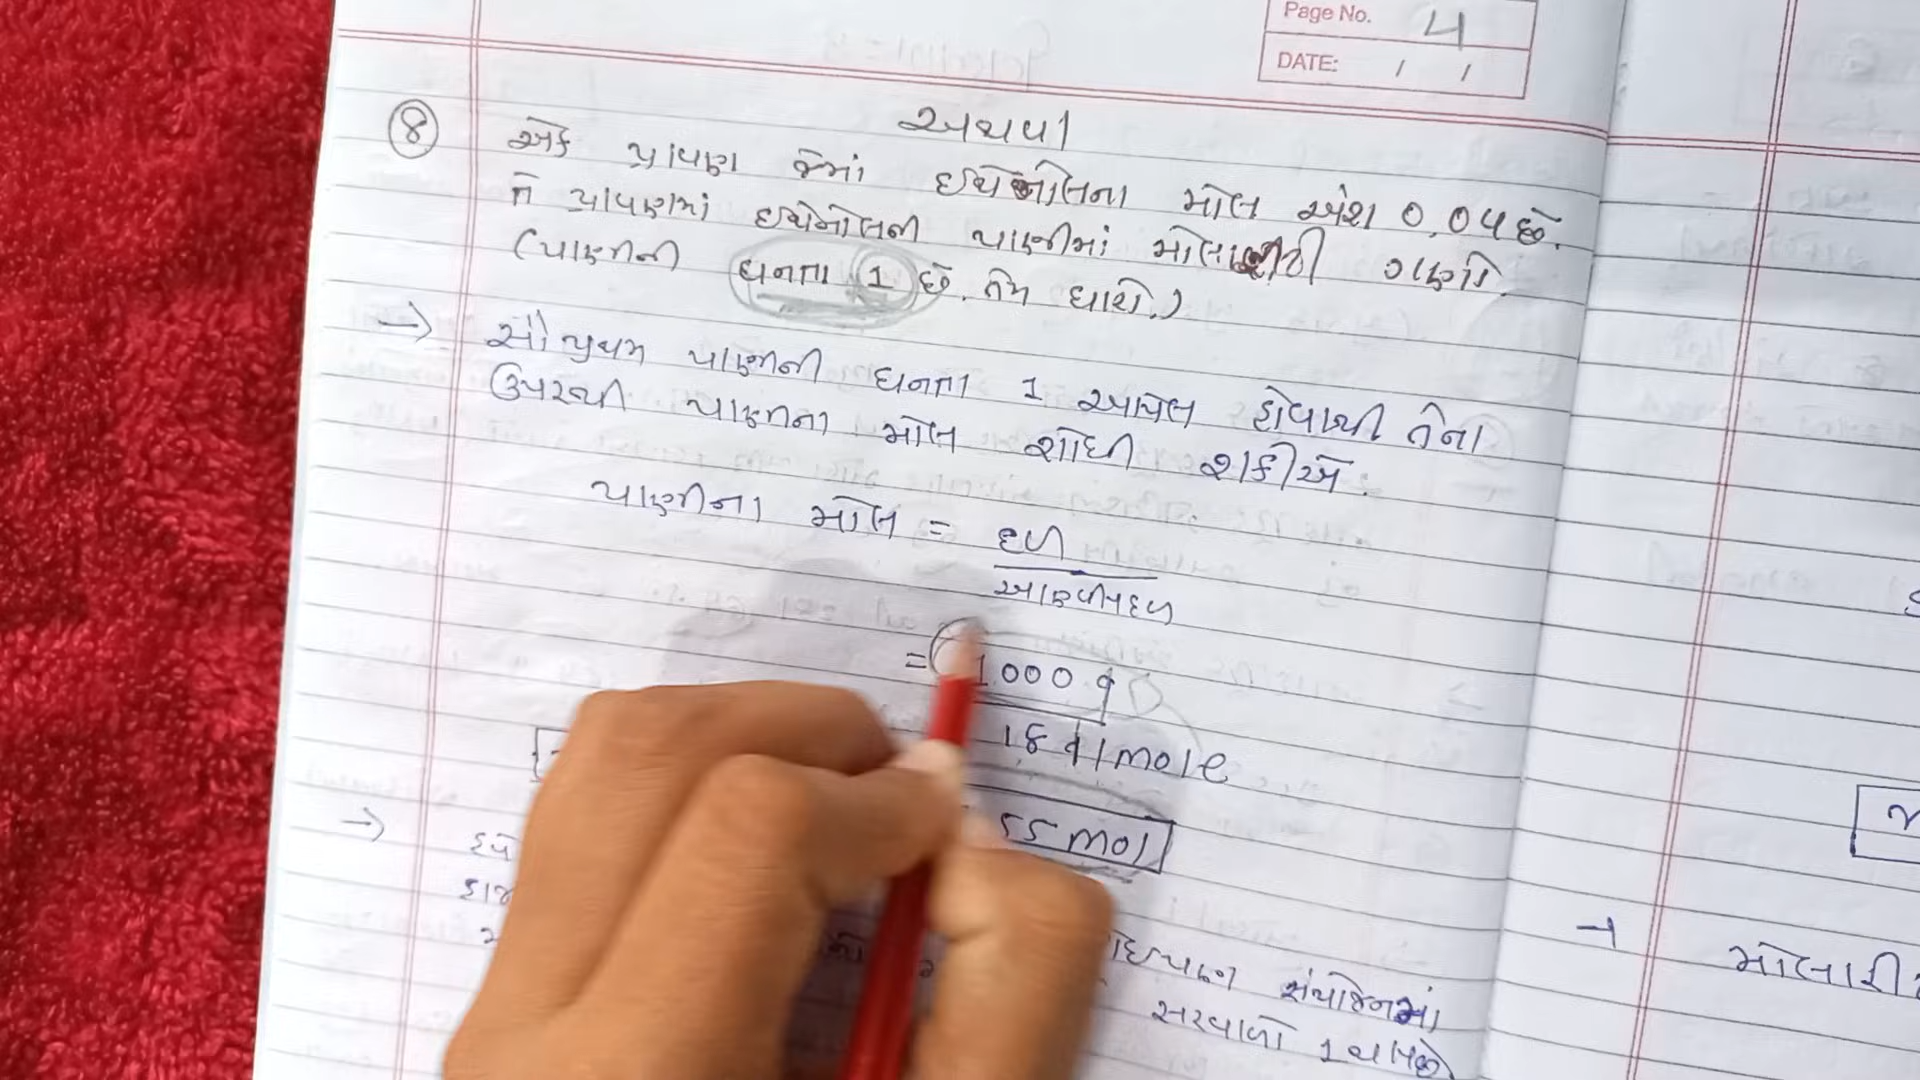 Page No. 4
DATE: / /
અથવા
(8) એક દ્રાવણ જેમાં ઇથેનોલના મોલ અંશ 0.04 છે.
તે દ્રાવણમાં ઇથેનોલની પાણીમાં મોલારીટી ગણો.
(પાણીની ઘનતા 1 છે. તેમ ધારો.)
→ સૌ પ્રથમ પાણીની ઘનતા 1 આપેલ હોવાથી તેના
ઉપરથી પાણીના મોલ શોધી શકીએ.
પાણીના મોલ = દળ
આણ્વીયદળ
= 1000 g
18 g/mole
55 mol
→
સંયોજનમાં
સરવાળો 1 થાય છે
→ મોલારીટ